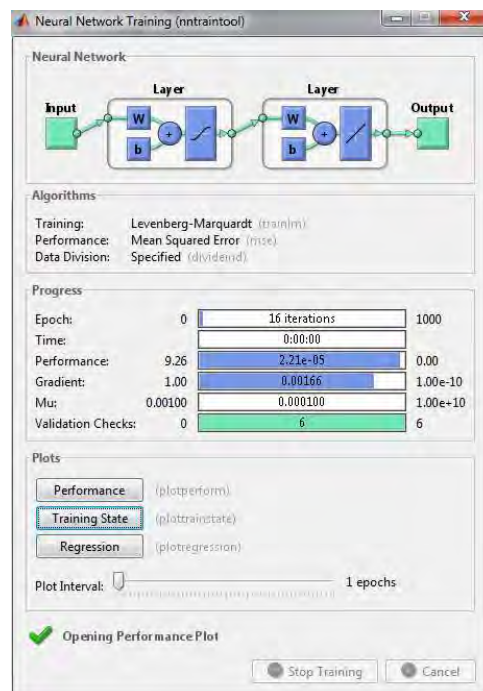 Neural Network Training (nntraintool)
Neural Network
Layer Layer
Input Output
W W
+ +
b b
Algorithms
Training: Levenberg-Marquardt (trainlm)
Performance: Mean Squared Error (mse)
Data Division: Specified (divideind)
Progress
Epoch: 0 16 iterations 1000
Time: 0:00:00
Performance: 9.26 2.21e-05 0.00
Gradient: 1.00 0.00166 1.00e-10
Mu: 0.00100 0.000100 1.00e+10
Validation Checks: 0 6 6
Plots
Performance (plotperform)
Training State (plottrainstate)
Regression (plotregression)
Plot Interval: 1 epochs
Opening Performance Plot
Stop Training Cancel